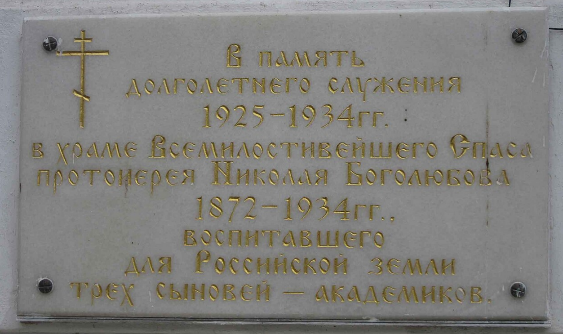 В память
долголетнего служения
1925-1934гг.
в храме Всемилостивейшего Спаса
протоиерея Николая Боголюбова
1872-1934гг.,
воспитавшего
для Российской земли
трех сыновей – академиков.